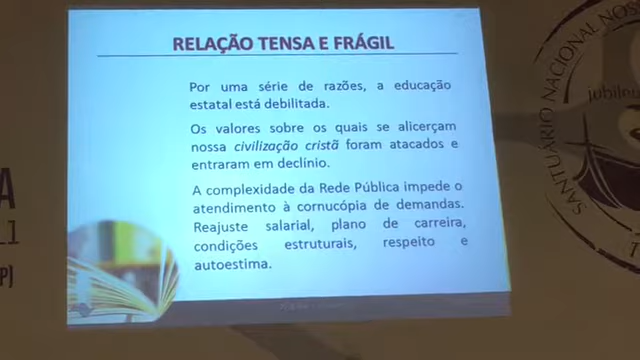 RELAÇÃO TENSA E FRÁGIL
Por uma série de razões, a educação
estatal está debilitada.
Os valores sobre os quais se alicerçam
nossa civilização cristã foram atacados e
entraram em declínio.
A complexidade da Rede Pública impede o
atendimento à cornucópia de demandas.
Reajuste salarial, plano de carreira,
condições estruturais, respeito e
autoestima.
SANTUÁRIO NACIONAL NOS
jubileu
A